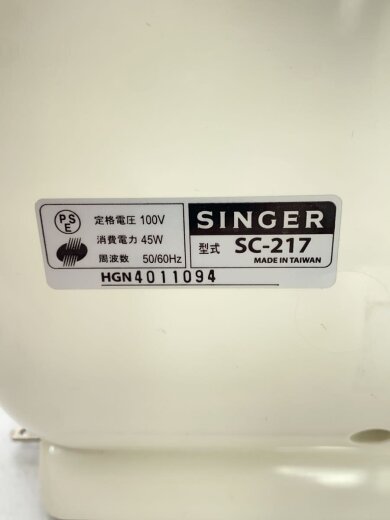 PS
E
定格電圧 100V
消費電力 45W
周波数 50/60Hz
SINGER
型式 SC-217
MADE IN TAIWAN
HGN4011094